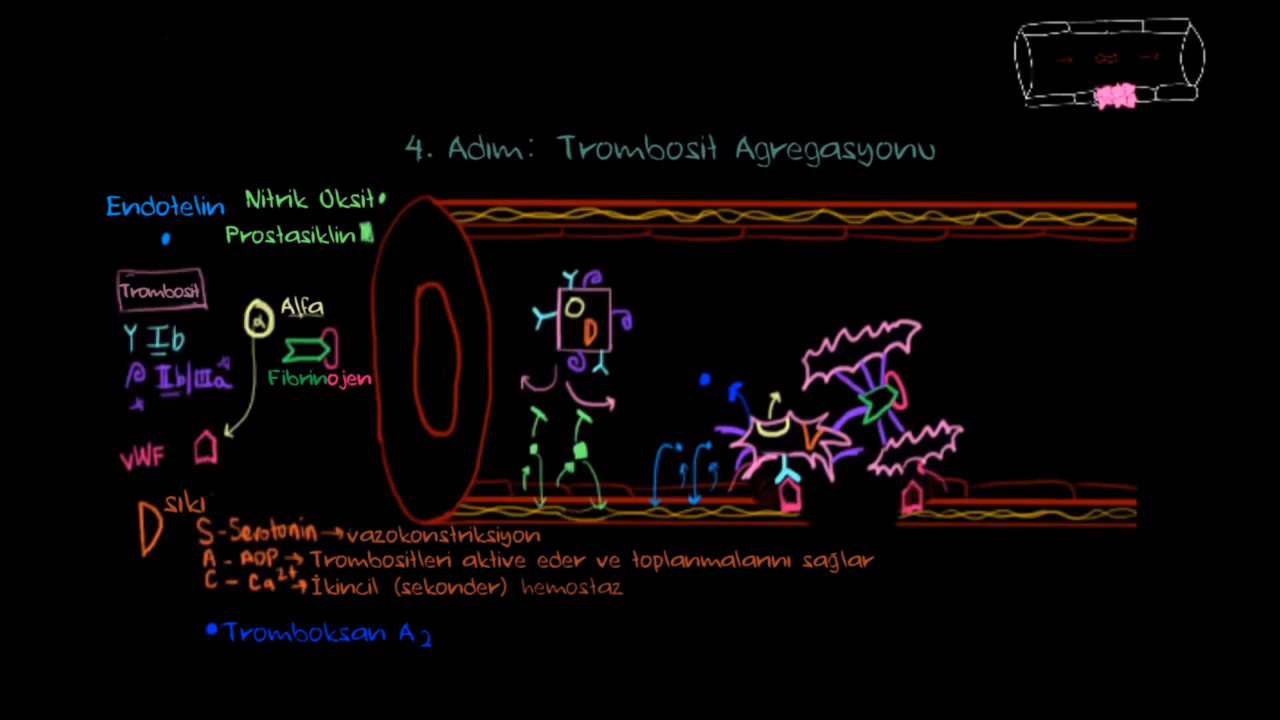 4. Adım: Trombosit Agregasyonu
Endotelin
Nitrik Oksit
Prostasiklin
Trombosit
α
Alfa
Ib
IIb/IIIa
Fibrinojen
vWF
D
D sıkı
S - Serotonin → vazokonstriksiyon
A - ADP → Trombositleri aktive eder ve toplanmalarını sağlar
C - Ca2+ → İkincil (sekonder) hemostaz
Tromboksan A2